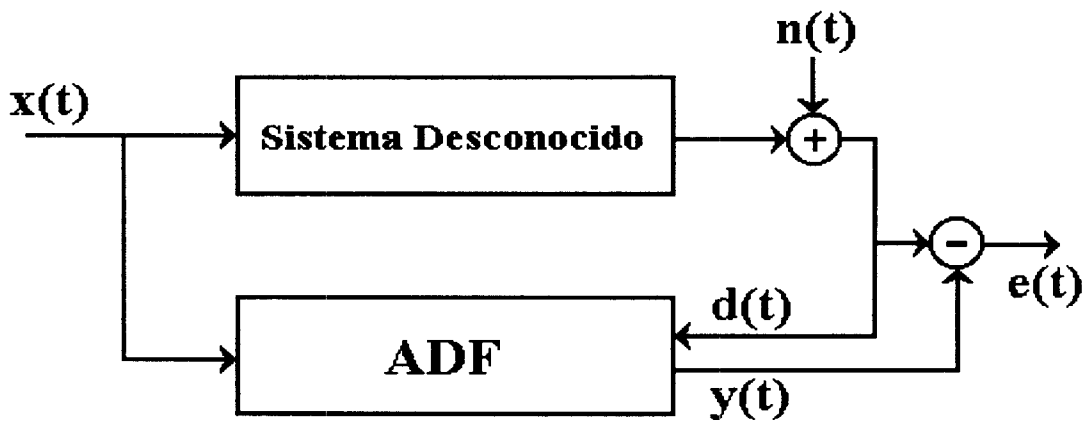 n(t)
x(t)
Sistema Desconocido
+
-
e(t)
d(t)
ADF
y(t)